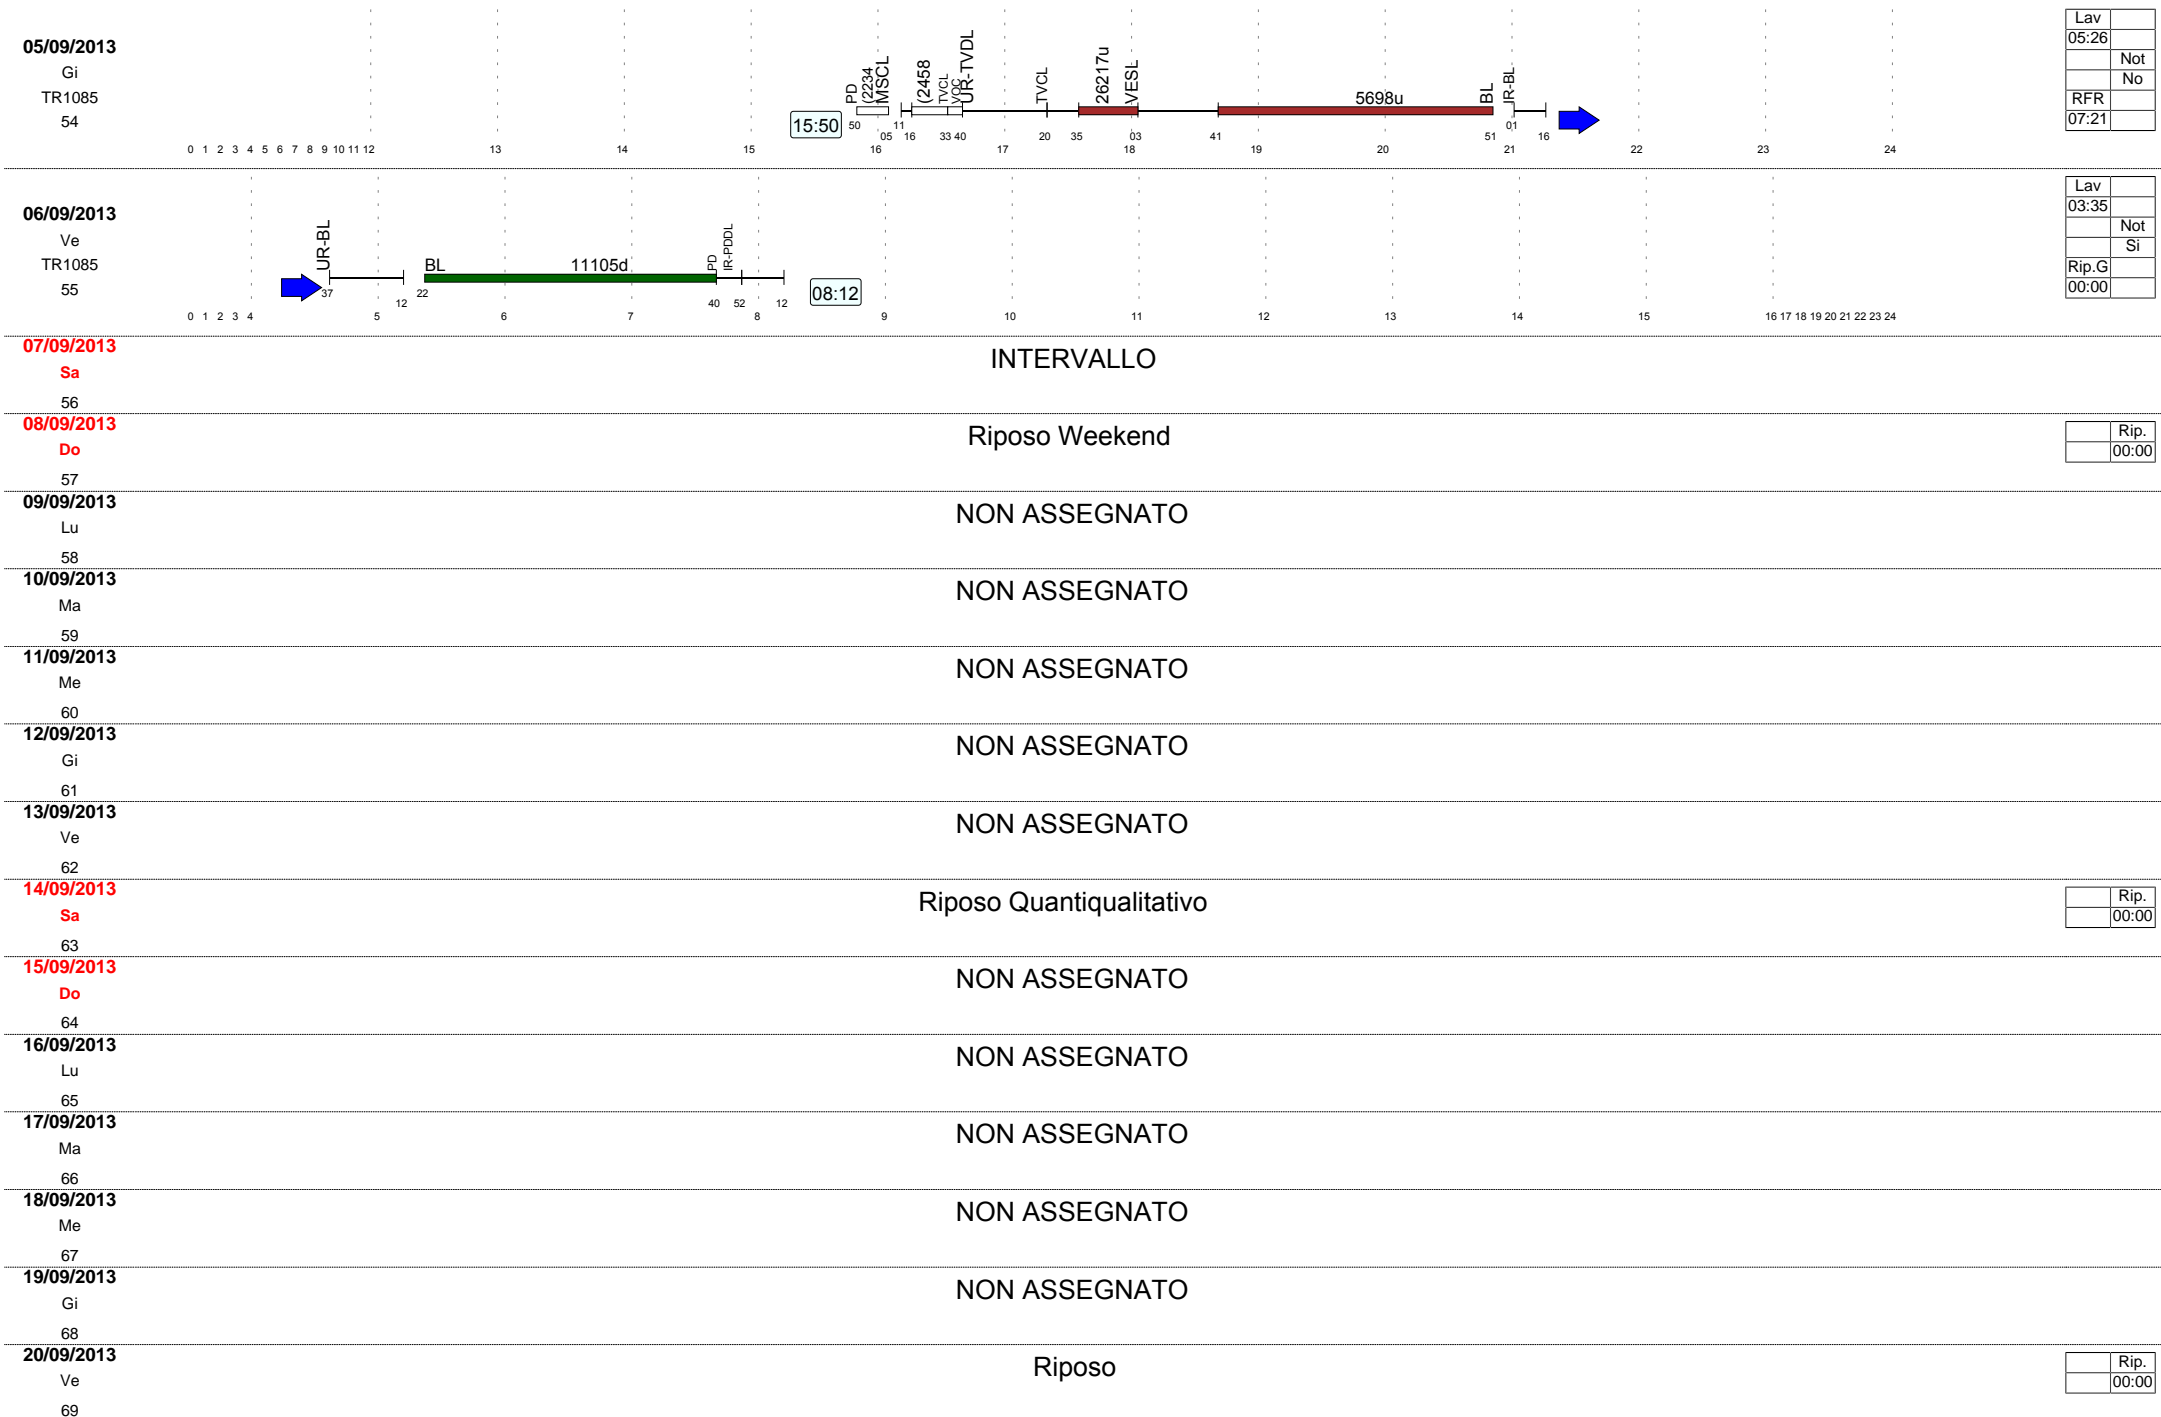 05/09/2013
Gi
TR1085
54
15:50
PD
(2234
MSCL
(2458
TVCL
VOC
UR-TVDL
TVCL
26217u
VESL
5698u
BL
IR-BL
50 05 11 16 33 40 20 35 03 41 51 01 16
0 1 2 3 4 5 6 7 8 9 10 11 12 13 14 15 16 17 18 19 20 21 22 23 24
Lav
05:26
Not
No
RFR
07:21
06/09/2013
Ve
TR1085
55
UR-BL
BL
11105d
PD
IR-PDDL
37 12 22 40 52 12
08:12
0 1 2 3 4 5 6 7 8 9 10 11 12 13 14 15 16 17 18 19 20 21 22 23 24
Lav
03:35
Not
Si
Rip.G
00:00
07/09/2013
Sa
56
INTERVALLO
08/09/2013
Do
57
Riposo Weekend
Rip.
00:00
09/09/2013
Lu
58
NON ASSEGNATO
10/09/2013
Ma
59
NON ASSEGNATO
11/09/2013
Me
60
NON ASSEGNATO
12/09/2013
Gi
61
NON ASSEGNATO
13/09/2013
Ve
62
NON ASSEGNATO
14/09/2013
Sa
63
Riposo Quantiqualitativo
Rip.
00:00
15/09/2013
Do
64
NON ASSEGNATO
16/09/2013
Lu
65
NON ASSEGNATO
17/09/2013
Ma
66
NON ASSEGNATO
18/09/2013
Me
67
NON ASSEGNATO
19/09/2013
Gi
68
NON ASSEGNATO
20/09/2013
Ve
69
Riposo
Rip.
00:00